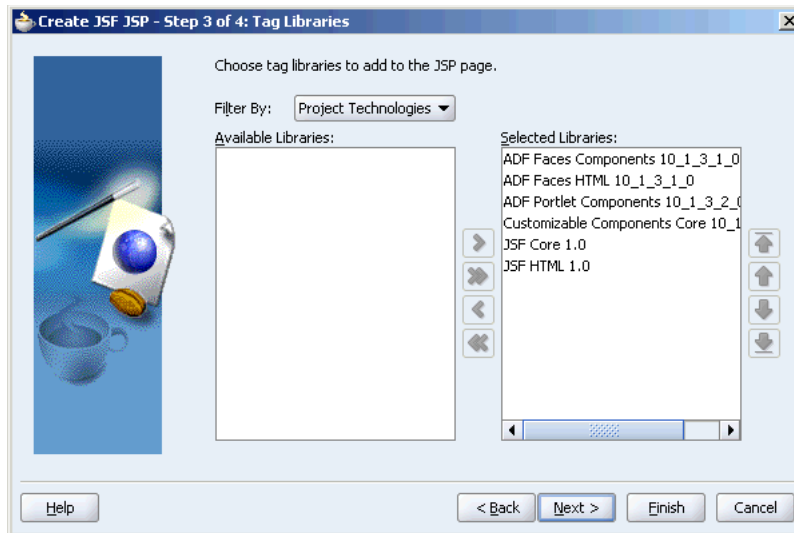 Create JSF JSP - Step 3 of 4: Tag Libraries
Choose tag libraries to add to the JSP page.
Filter By: Project Technologies
Available Libraries:
Selected Libraries:
ADF Faces Components 10_1_3_1_0
ADF Faces HTML 10_1_3_1_0
ADF Portlet Components 10_1_3_2_0
Customizable Components Core 10_1
JSF Core 1.0
JSF HTML 1.0
Help
< Back
Next >
Finish
Cancel